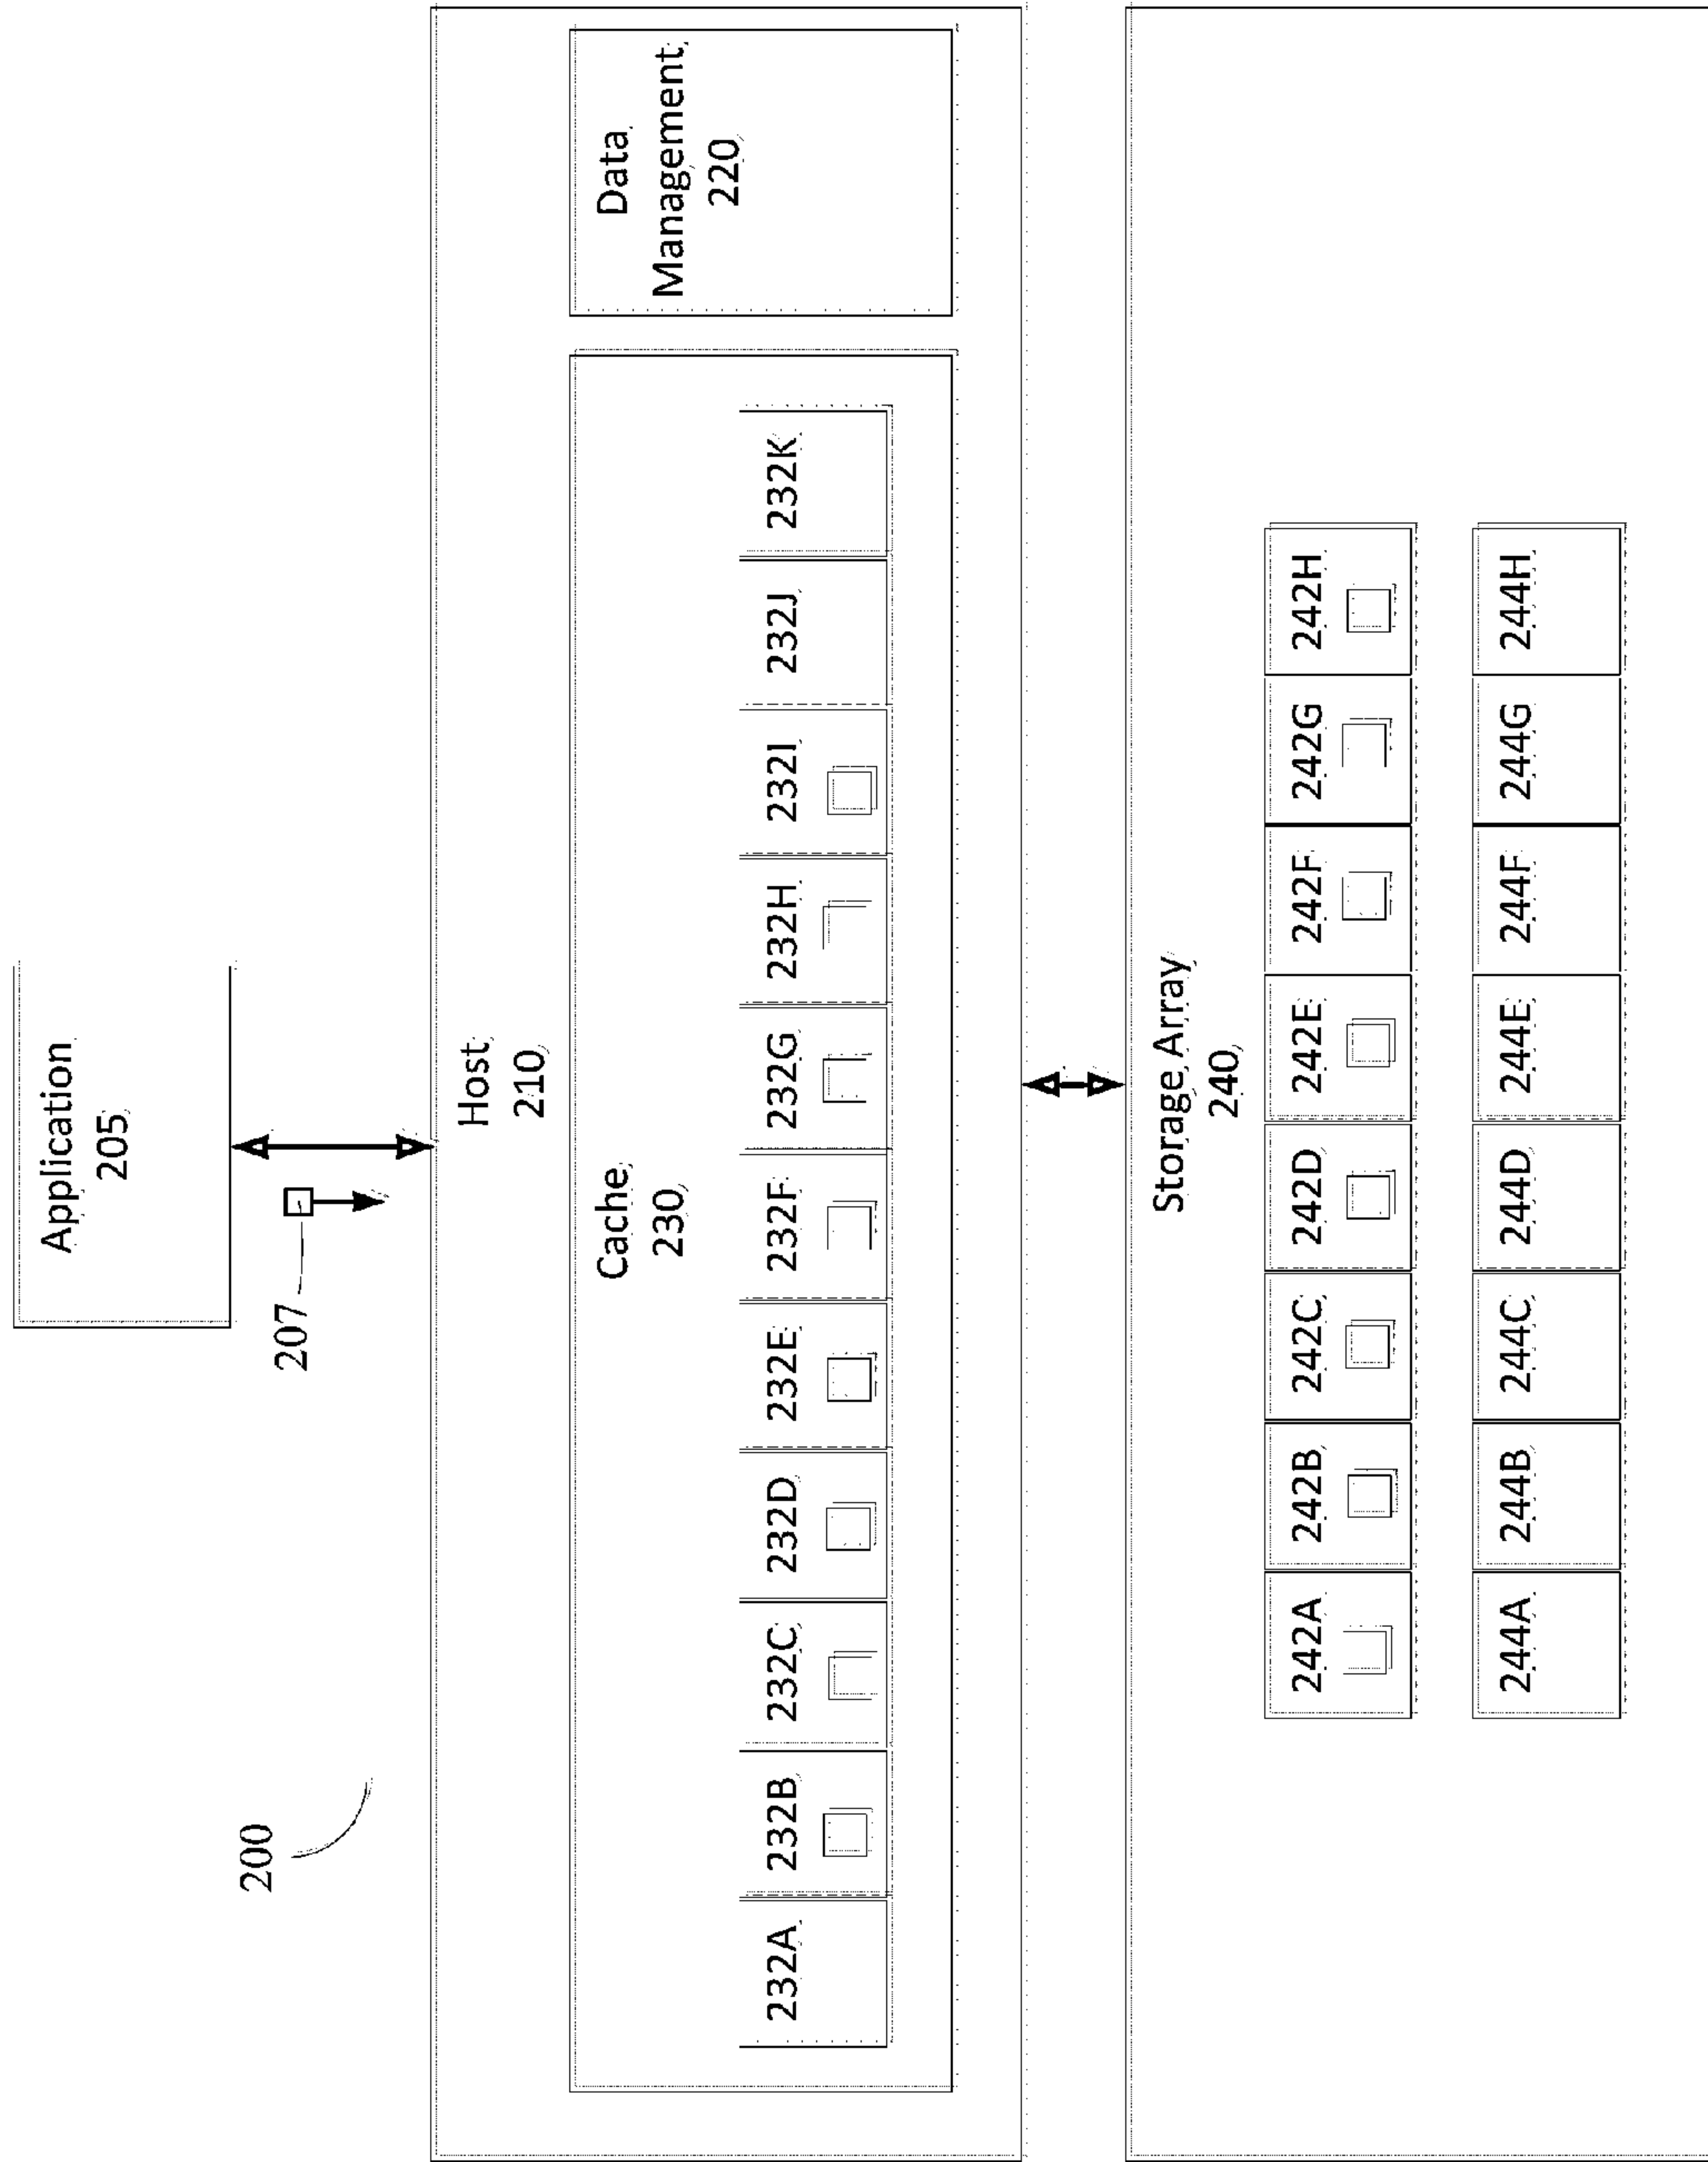 200
Application
205
207
Host
210
Cache
230
232A
232B
232C
232D
232E
232F
232G
232H
232I
232J
232K
Data
Management
220
Storage Array
240
242A
242B
242C
242D
242E
242F
242G
242H
244A
244B
244C
244D
244E
244F
244G
244H